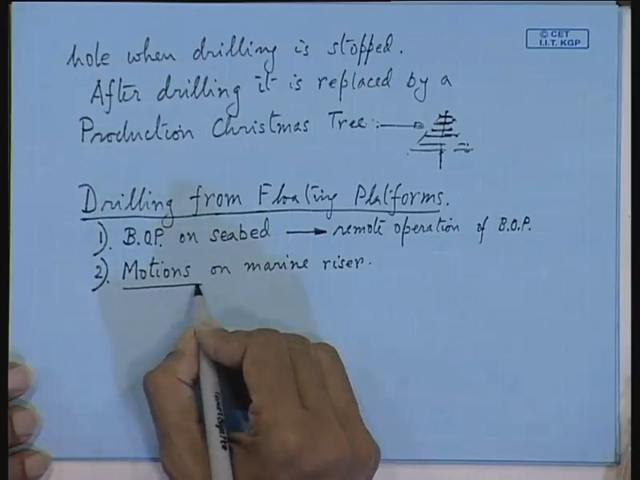 © CET
I.I.T. KGP
hole when drilling is stopped.
After drilling it is replaced by a
Production Christmas Tree:
Drilling from Floating Platforms.
1). B.O.P. on seabed → remote operation of B.O.P.
2). Motions on marine riser.